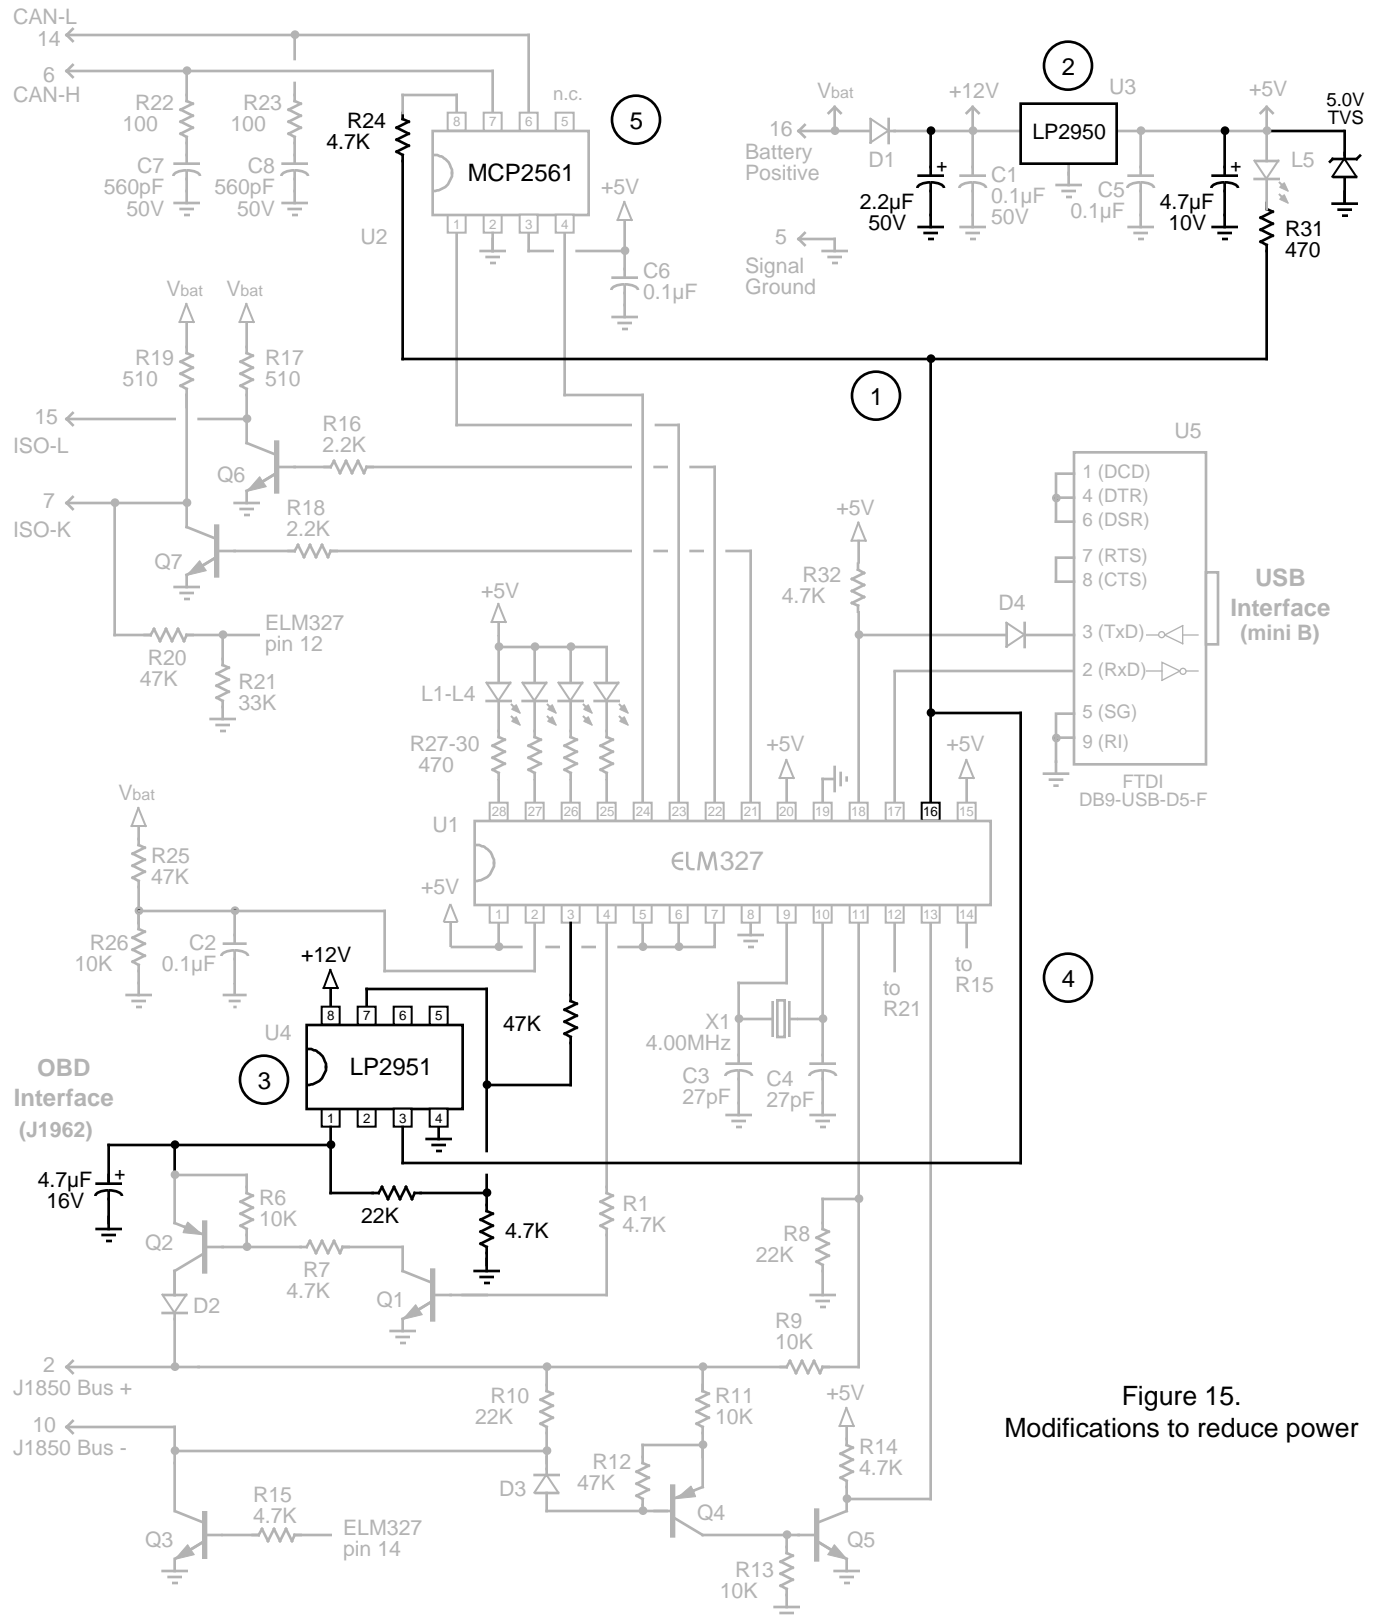 CAN-L
14
6
CAN-H
R22
100
R23
100
C7
560pF
50V
C8
560pF
50V
R24
4.7K
n.c.
8 7 6 5
MCP2561
1 2 3 4
U2
5
+5V
C6
0.1µF
2
Vbat
+12V
U3
+5V
5.0V
TVS
16
Battery
Positive
D1
LP2950
L5
2.2µF
50V
C1
0.1µF
50V
C5
0.1µF
4.7µF
10V
R31
470
+
+
5
Signal
Ground
Vbat
Vbat
R19
510
R17
510
1
15
ISO-L
R16
2.2K
Q6
7
ISO-K
R18
2.2K
Q7
ELM327
pin 12
R20
47K
R21
33K
U5
1 (DCD)
4 (DTR)
6 (DSR)
7 (RTS)
8 (CTS)
3 (TxD)
2 (RxD)
5 (SG)
9 (RI)
USB
Interface
(mini B)
FTDI
DB9-USB-D5-F
+5V
R32
4.7K
D4
+5V
L1-L4
R27-30
470
+5V
+5V
28 27 26 25 24 23 22 21 20 19 18 17 16 15
U1
ELM327
+5V
1 2 3 4 5 6 7 8 9 10 11 12 13 14
Vbat
R25
47K
R26
10K
C2
0.1µF
to
R21
to
R15
4
+12V
8 7 6 5
U4
LP2951
3
1 2 3 4
47K
X1
4.00MHz
C3
27pF
C4
27pF
OBD
Interface
(J1962)
4.7µF
16V
+
22K
4.7K
R6
10K
Q2
R7
4.7K
Q1
D2
R1
4.7K
R8
22K
R9
10K
2
J1850 Bus +
10
J1850 Bus -
R10
22K
R11
10K
+5V
R12
47K
D3
Q4
R14
4.7K
Q5
R13
10K
R15
4.7K
Q3
ELM327
pin 14
Figure 15.
Modifications to reduce power